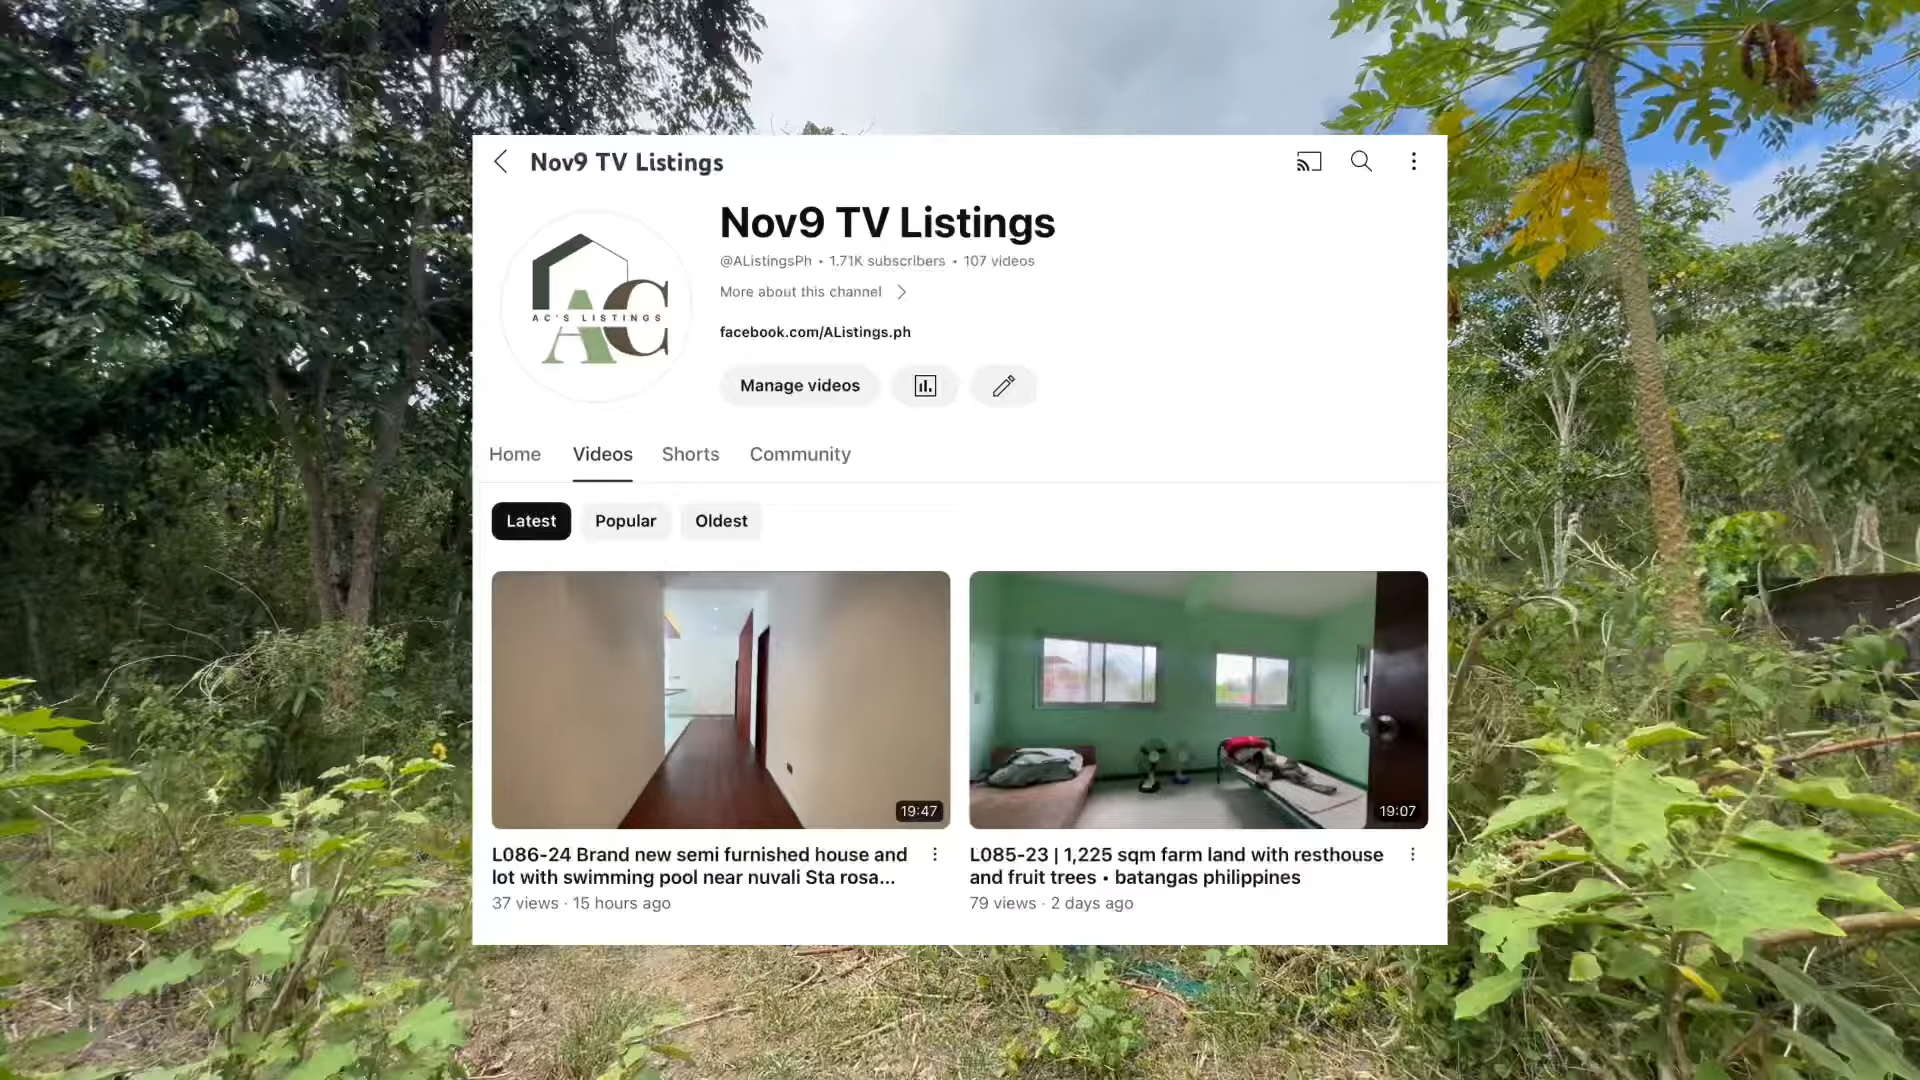 Nov9 TV Listings
Nov9 TV Listings
@AListingsPh • 1.71K subscribers • 107 videos
More about this channel
facebook.com/AListings.ph
AC
AC'S LISTINGS
Manage videos
Home Videos Shorts Community
Latest Popular Oldest
19:47
19:07
L086-24 Brand new semi furnished house and
lot with swimming pool near nuvali Sta rosa...
37 views · 15 hours ago
L085-23 | 1,225 sqm farm land with resthouse
and fruit trees • batangas philippines
79 views · 2 days ago